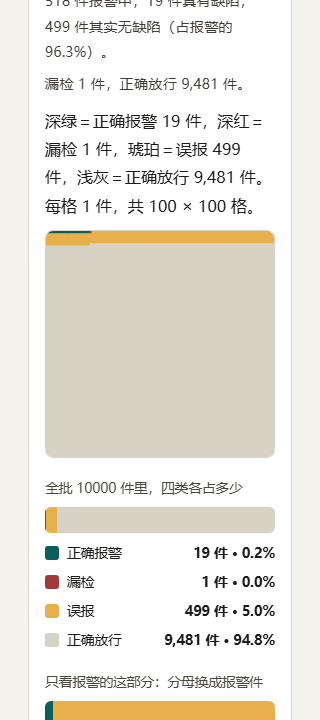 518 件报警中，19 件真有缺陷，
499 件其实无缺陷（占报警的
96.3%）。
漏检 1 件，正确放行 9,481 件。
深绿＝正确报警 19 件，深红＝
漏检 1 件，琥珀＝误报 499
件，浅灰＝正确放行 9,481 件。
每格 1 件，共 100 × 100 格。
全批 10000 件里，四类各占多少
正确报警 19 件 • 0.2%
漏检 1 件 • 0.0%
误报 499 件 • 5.0%
正确放行 9,481 件 • 94.8%
只看报警的这部分：分母换成报警件